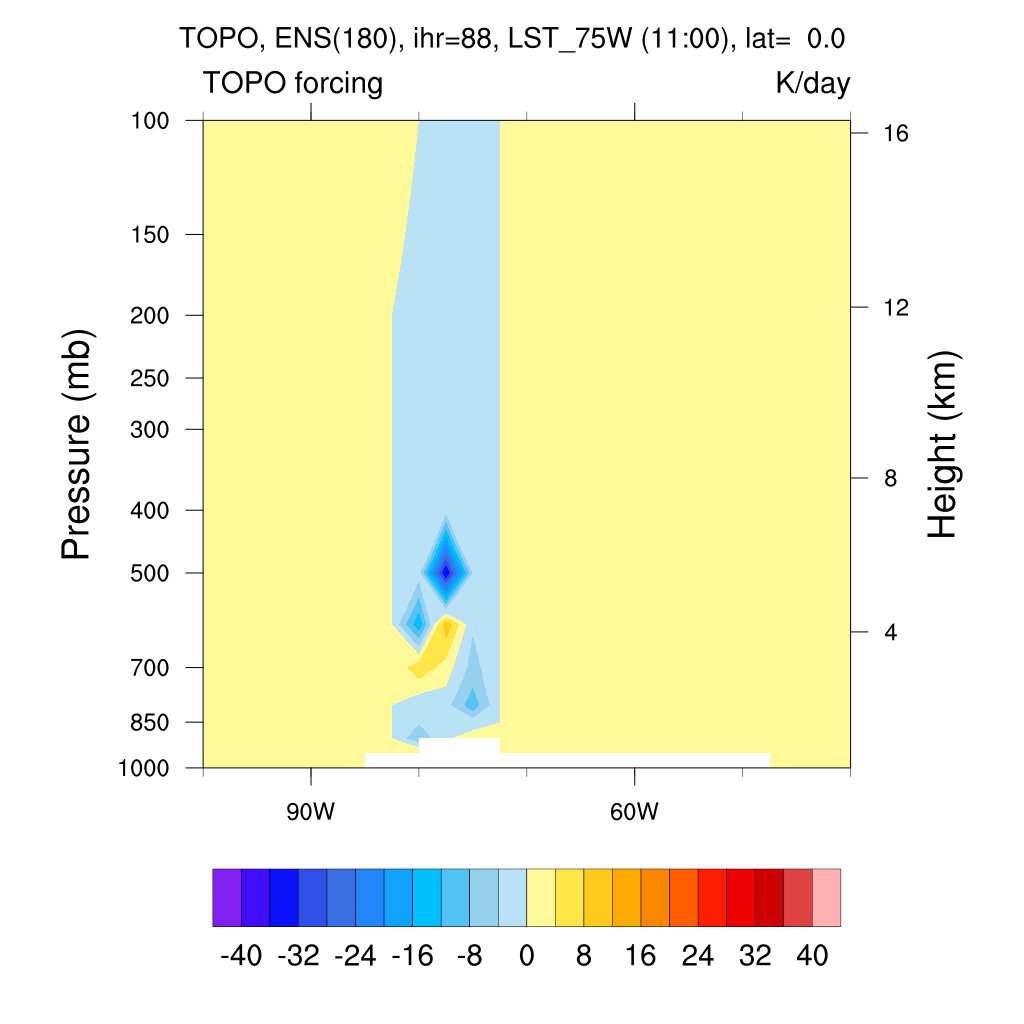 TOPO, ENS(180), ihr=88, LST_75W (11:00), lat=  0.0
TOPO forcing
K/day
100
150
200
250
300
400
500
700
850
1000
Pressure (mb)
16
12
8
4
Height (km)
90W
60W
-40 -32 -24 -16 -8 0 8 16 24 32 40